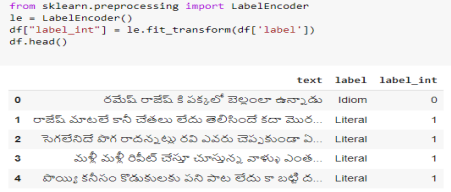 from sklearn.preprocessing import LabelEncoder
le = LabelEncoder()
df["label_int"] = le.fit_transform(df['label'])
df.head()
text label label_int
0 రమేష్ రాజేష్ కి పక్కలో బెల్లంలా ఉన్నాడు Idiom 0
1 రాజేష్ మాటలే కానీ చేతలు లేదు తెలిసిందే కదా మొర... Literal 1
2 సెగలేనిదే పొగ రాదన్నట్లు రవి ఎవరు చెప్పకుండా ఏ... Literal 1
3 మళ్లీ మళ్లీ రిపీట్ చేస్తూ చూస్తున్న వాళ్ళు ఎంత... Literal 1
4 పొయ్యి కనీసం కొడుకులకు పని పాట లేదు కా బట్టి ద... Literal 1